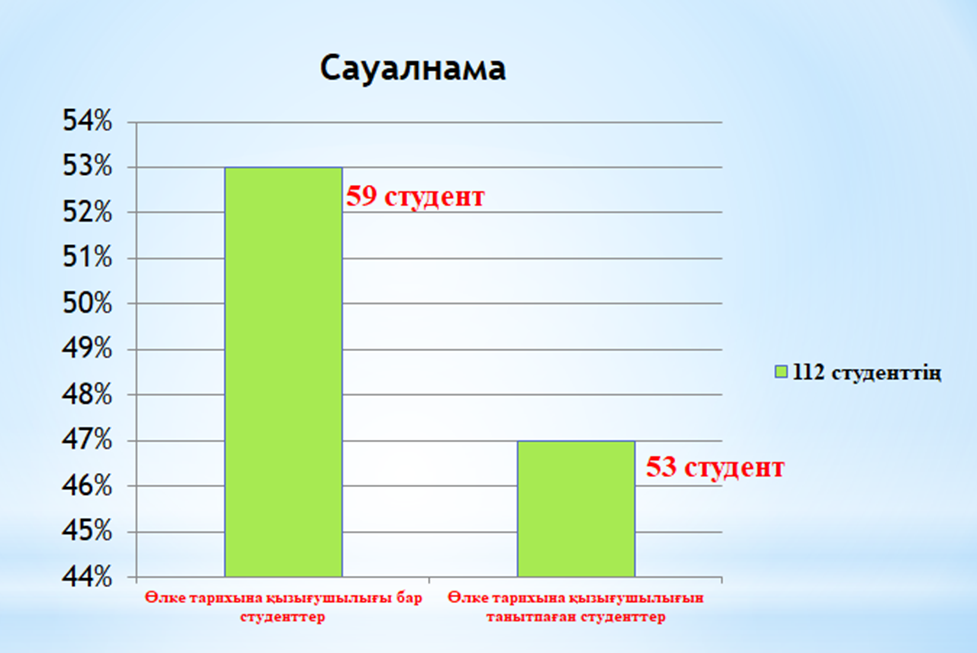 Сауалнама
54%
53%
59 студент
52%
51%
50%
49%
112 студенттің
48%
47%
53 студент
46%
45%
44%
Өлке тарихына қызығушылығы бар
студенттер
Өлке тарихына қызығушылығын
танытпаған студенттер